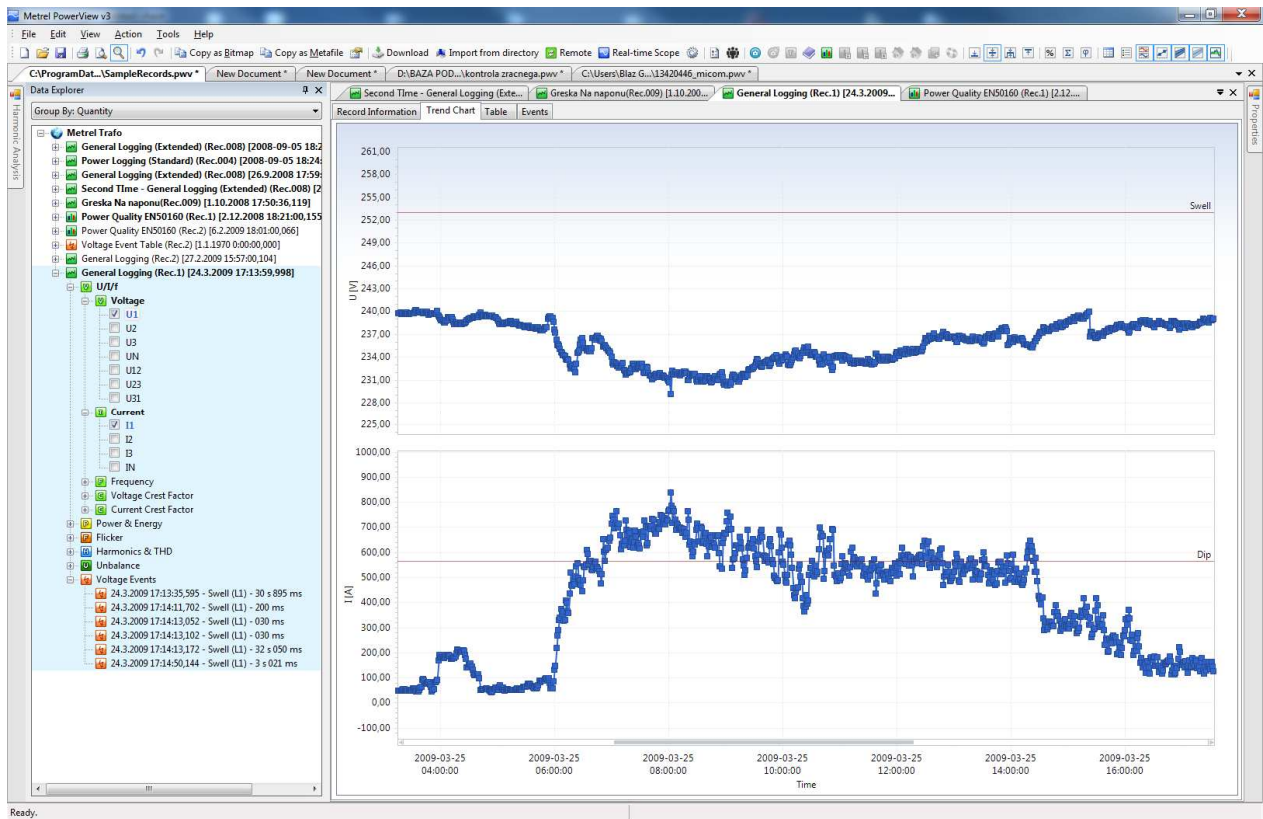 Metrel PowerView v3
File Edit View Action Tools Help
Copy as Bitmap Copy as Metafile Download Import from directory Remote Real-time Scope
C:\ProgramDat...\SampleRecords.pwv * New Document * New Document * D:\BAZA POD...\kontrola zracnega.pwv * C:\Users\Blaz G...\13420446_micom.pwv *
Harmonic Analysis
Data Explorer
Group By: Quantity
Metrel Trafo
General Logging (Extended) (Rec.008) [2008-09-05 18:2
Power Logging (Standard) (Rec.004) [2008-09-05 18:24:
General Logging (Extended) (Rec.008) [26.9.2008 17:59:
Second TIme - General Logging (Extended) (Rec.008) [2
Greska Na naponu(Rec.009) [1.10.2008 17:50:36,119]
Power Quality EN50160 (Rec.1) [2.12.2008 18:21:00,155
Power Quality EN50160 (Rec.2) [6.2.2009 18:01:00,066]
Voltage Event Table (Rec.2) [1.1.1970 0:00:00,000]
General Logging (Rec.2) [27.2.2009 15:57:00,104]
General Logging (Rec.1) [24.3.2009 17:13:59,998]
U/I/f
Voltage
U1
U2
U3
UN
U12
U23
U31
Current
I1
I2
I3
IN
Frequency
Voltage Crest Factor
Current Crest Factor
Power & Energy
Flicker
Harmonics & THD
Unbalance
Voltage Events
24.3.2009 17:13:35,595 - Swell (L1) - 30 s 895 ms
24.3.2009 17:14:11,702 - Swell (L1) - 200 ms
24.3.2009 17:14:13,052 - Swell (L1) - 030 ms
24.3.2009 17:14:13,102 - Swell (L1) - 030 ms
24.3.2009 17:14:13,172 - Swell (L1) - 32 s 050 ms
24.3.2009 17:14:50,144 - Swell (L1) - 3 s 021 ms
Second TIme - General Logging (Exte... Greska Na naponu(Rec.009) [1.10.200... General Logging (Rec.1) [24.3.2009... Power Quality EN50160 (Rec.1) [2.12....
Record Information Trend Chart Table Events
261,00
258,00
255,00
Swell
252,00
249,00
246,00
U [V]
243,00
240,00
237,00
234,00
231,00
228,00
225,00
1000,00
900,00
800,00
700,00
600,00
Dip
500,00
I [A]
400,00
300,00
200,00
100,00
0,00
-100,00
2009-03-25 2009-03-25 2009-03-25 2009-03-25 2009-03-25 2009-03-25 2009-03-25
04:00:00 06:00:00 08:00:00 10:00:00 12:00:00 14:00:00 16:00:00
Time
Properties
Ready.